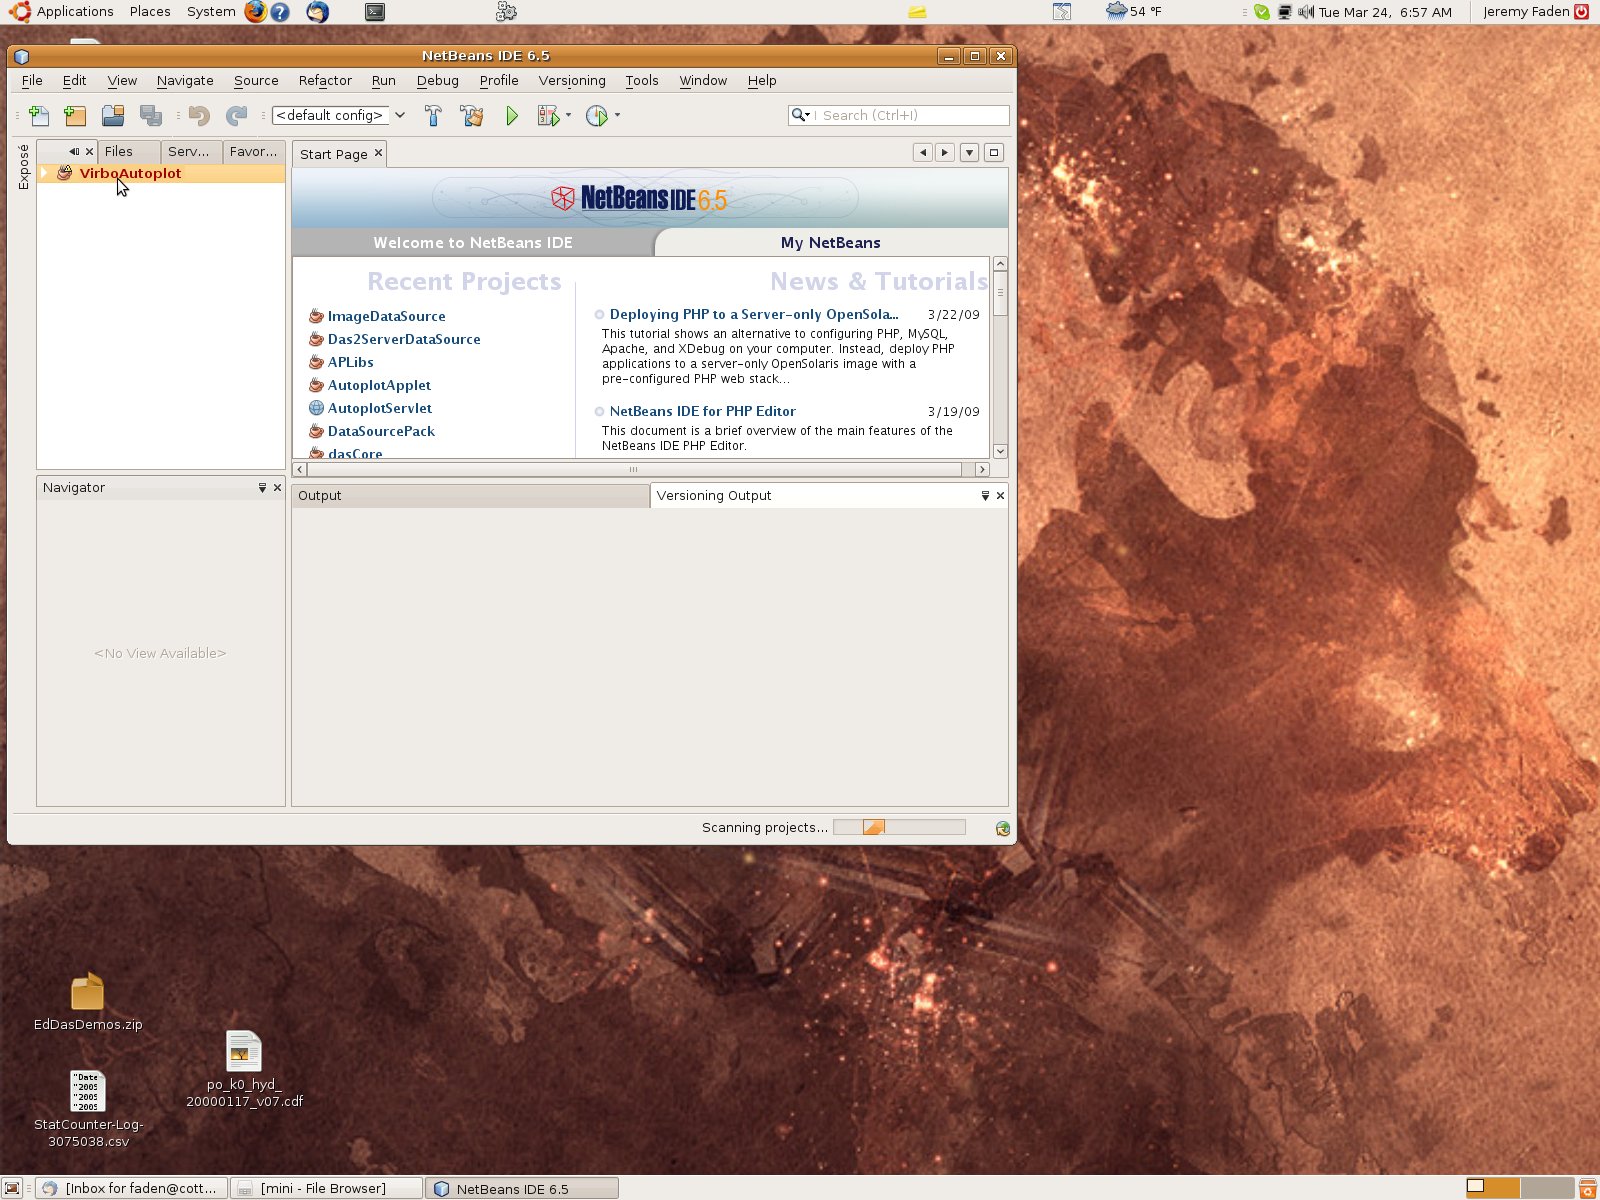 Applications Places System 54 °F Tue Mar 24, 6:57 AM Jeremy Faden
NetBeans IDE 6.5
File Edit View Navigate Source Refactor Run Debug Profile Versioning Tools Window Help
<default config> Search (Ctrl+I)
Exposé
Files Serv... Favor...
VirboAutoplot
Start Page
NetBeans IDE 6.5
Welcome to NetBeans IDE My NetBeans
Recent Projects
ImageDataSource
Das2ServerDataSource
APLibs
AutoplotApplet
AutoplotServlet
DataSourcePack
dasCore
News & Tutorials
Deploying PHP to a Server-only OpenSola... 3/22/09
This tutorial shows an alternative to configuring PHP, MySQL,
Apache, and XDebug on your computer. Instead, deploy PHP
applications to a server-only OpenSolaris image with a
pre-configured PHP web stack...
NetBeans IDE for PHP Editor 3/19/09
This document is a brief overview of the main features of the
NetBeans IDE PHP Editor.
Navigator
<No View Available>
Output Versioning Output
Scanning projects...
EdDasDemos.zip
po_k0_hyd_
20000117_v07.cdf
"Date
"2005
"2005
"2005
StatCounter-Log-
3075038.csv
[Inbox for faden@cott... [mini - File Browser] NetBeans IDE 6.5